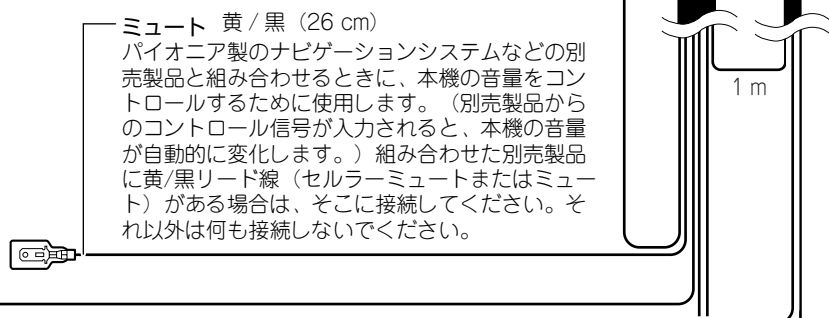 ミュート 黄 / 黒（26 cm）
パイオニア製のナビゲーションシステムなどの別
売製品と組み合わせるときに、本機の音量をコン
トロールするために使用します。（別売製品から
のコントロール信号が入力されると、本機の音量
が自動的に変化します。）組み合わせた別売製品
に黄/黒リード線（セルラーミュートまたはミュー
ト）がある場合は、そこに接続してください。そ
れ以外は何も接続しないでください。
1 m